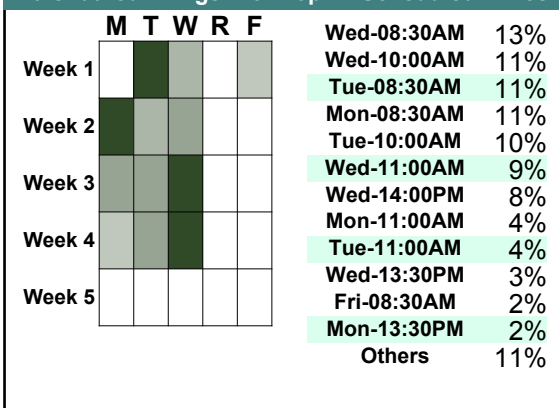 M T W R F
Week 1
Week 2
Week 3
Week 4
Week 5
Wed-08:30AM 13%
Wed-10:00AM 11%
Tue-08:30AM 11%
Mon-08:30AM 11%
Tue-10:00AM 10%
Wed-11:00AM 9%
Wed-14:00PM 8%
Mon-11:00AM 4%
Tue-11:00AM 4%
Wed-13:30PM 3%
Fri-08:30AM 2%
Mon-13:30PM 2%
Others 11%